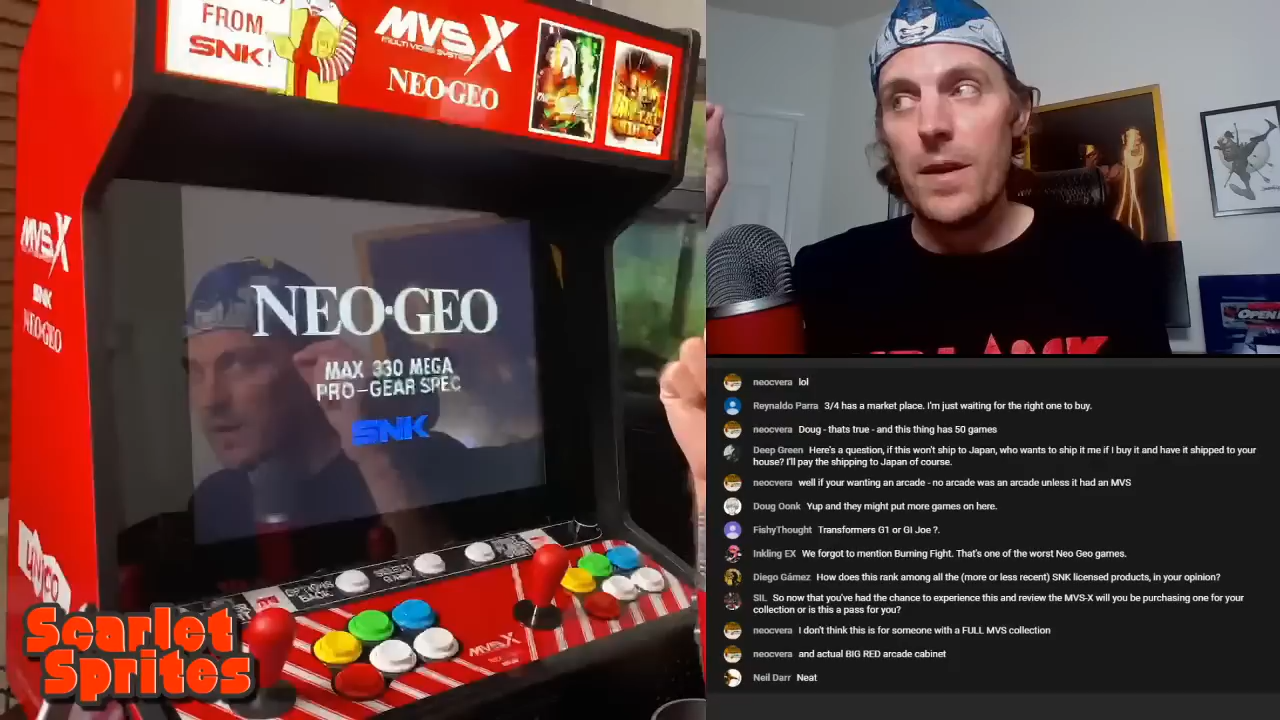 FROM
SNK!
MVSX
MULTI VIDEO SYSTEM
NEO·GEO
MVSX
SNK
NEO·GEO
NEO·GEO
MAX 330 MEGA
PRO-GEAR SPEC
SNK
MVSX
Scarlet
Sprites
OPEN
neocvera lol
Reynaldo Parra 3/4 has a market place. I'm just waiting for the right one to buy.
neocvera Doug - thats true - and this thing has 50 games
Deep Green Here's a question, if this won't ship to Japan, who wants to ship it me if I buy it and have it shipped to your
house? I'll pay the shipping to Japan of course.
neocvera well if your wanting an arcade - no arcade was an arcade unless it had an MVS
Doug Oonk Yup and they might put more games on here.
FishyThought Transformers G1 or GI Joe ?.
Inkling EX We forgot to mention Burning Fight. That's one of the worst Neo Geo games.
Diego Gámez How does this rank among all the (more or less recent) SNK licensed products, in your opinion?
SIL So now that you've had the chance to experience this and review the MVS-X will you be purchasing one for your
collection or is this a pass for you?
neocvera I don't think this is for someone with a FULL MVS collection
neocvera and actual BIG RED arcade cabinet
Neil Darr Neat